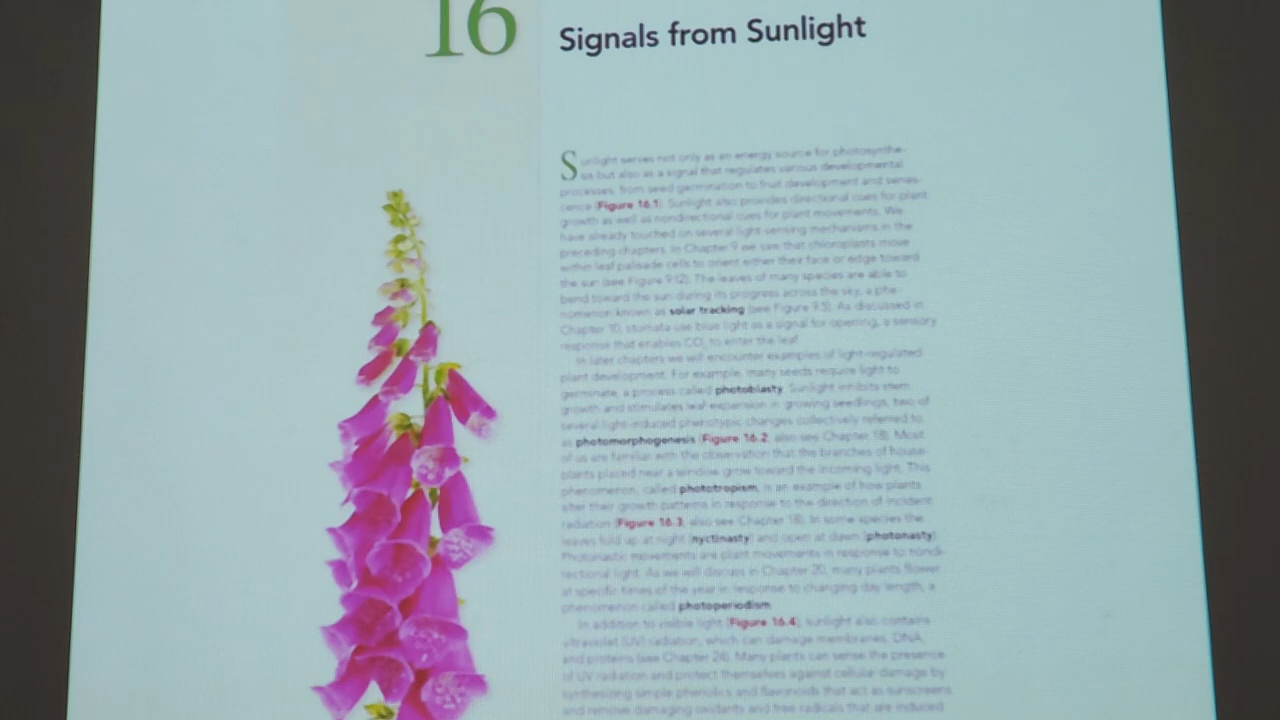 16
Signals from Sunlight
Sunlight serves not only as an energy source for photosynthe-
sis but also as a signal that regulates various developmental
processes, from seed germination to fruit development and senes-
cence (Figure 16.1). Sunlight also provides directional cues for plant
growth as well as nondirectional cues for plant movements. We
have already touched on several light-sensing mechanisms in the
preceding chapters. In Chapter 9 we saw that chloroplasts move
within leaf palisade cells to orient either their face or edge toward
the sun (see Figure 9.12). The leaves of many species are able to
bend toward the sun during its progress across the sky, a phe-
nomenon known as solar tracking (see Figure 9.5). As discussed in
Chapter 10, stomata use blue light as a signal for opening, a sensory
response that enables CO2 to enter the leaf.
In later chapters we will encounter examples of light-regulated
plant development. For example, many seeds require light to
germinate, a process called photoblasty. Sunlight inhibits stem
growth and stimulates leaf expansion in growing seedlings, two of
several light-induced phenotypic changes collectively referred to
as photomorphogenesis (Figure 16.2; also see Chapter 18). Most
of us are familiar with the observation that the branches of house-
plants placed near a window grow toward the incoming light. This
phenomenon, called phototropism, is an example of how plants
alter their growth patterns in response to the direction of incident
radiation (Figure 16.3; also see Chapter 18). In some species the
leaves fold up at night (nyctinasty) and open at dawn (photonasty).
Photonastic movements are plant movements in response to nondi-
rectional light. As we will discuss in Chapter 20, many plants flower
at specific times of the year in response to changing day length, a
phenomenon called photoperiodism.
In addition to visible light (Figure 16.4), sunlight also contains
ultraviolet (UV) radiation, which can damage membranes, DNA,
and proteins (see Chapter 24). Many plants can sense the presence
of UV radiation and protect themselves against cellular damage by
synthesizing simple phenolics and flavonoids that act as sunscreens
and remove damaging oxidants and free radicals that are induced